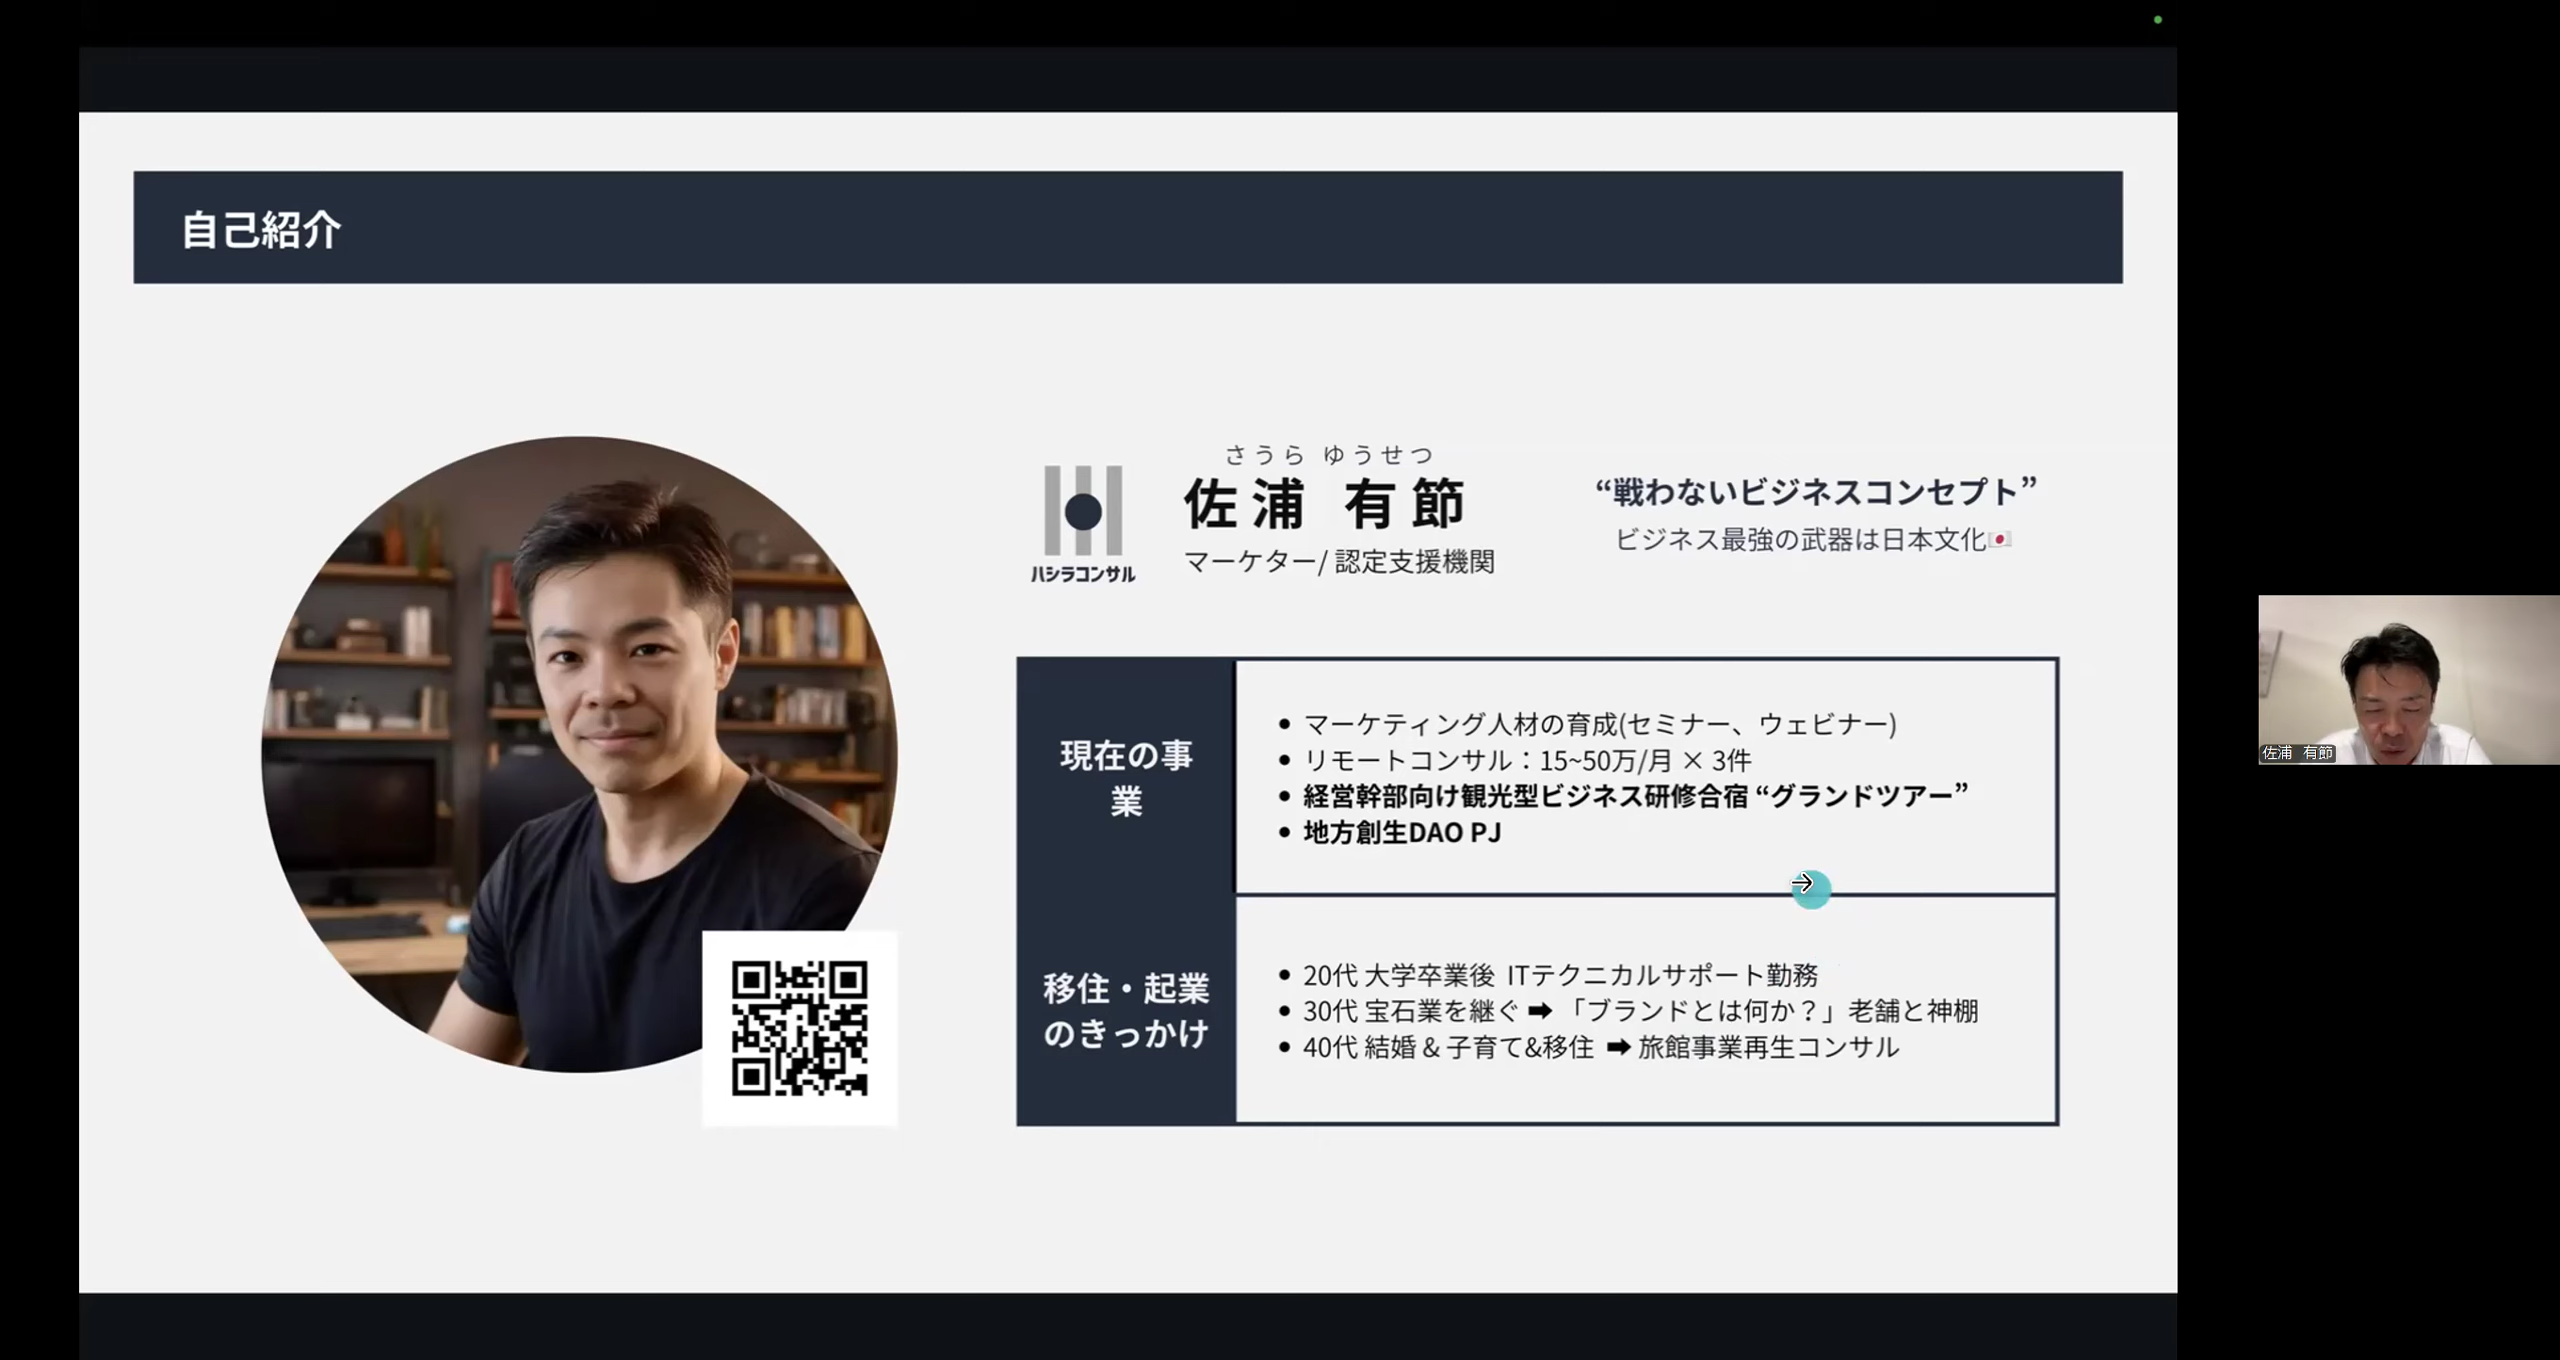 自己紹介
さうら ゆうせつ
佐浦 有節
マーケター/ 認定支援機関
ハシラコンサル
“戦わないビジネスコンセプト”
ビジネス最強の武器は日本文化🇯🇵
現在の事
業
• マーケティング人材の育成(セミナー、ウェビナー)
• リモートコンサル：15~50万/月 × 3件
• 経営幹部向け観光型ビジネス研修合宿 “グランドツアー”
• 地方創生DAO PJ
移住・起業
のきっかけ
• 20代 大学卒業後 ITテクニカルサポート勤務
• 30代 宝石業を継ぐ ➡ 「ブランドとは何か？」老舗と神棚
• 40代 結婚 & 子育て&移住 ➡ 旅館事業再生コンサル
佐浦 有節